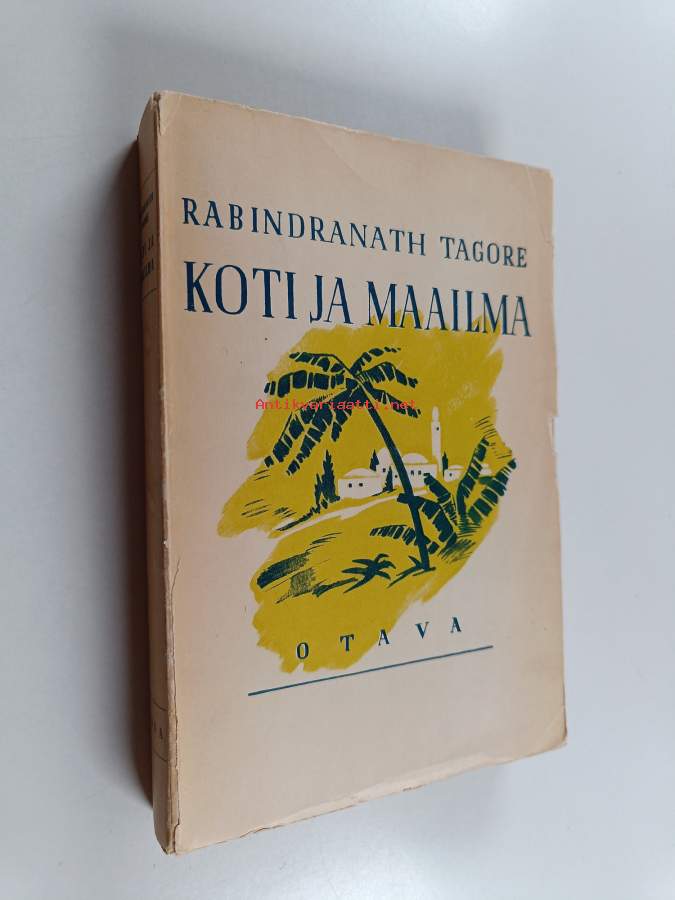 RABINDRANATH TAGORE
KOTI JA MAAILMA
Antikvariaatti.net
OTAVA